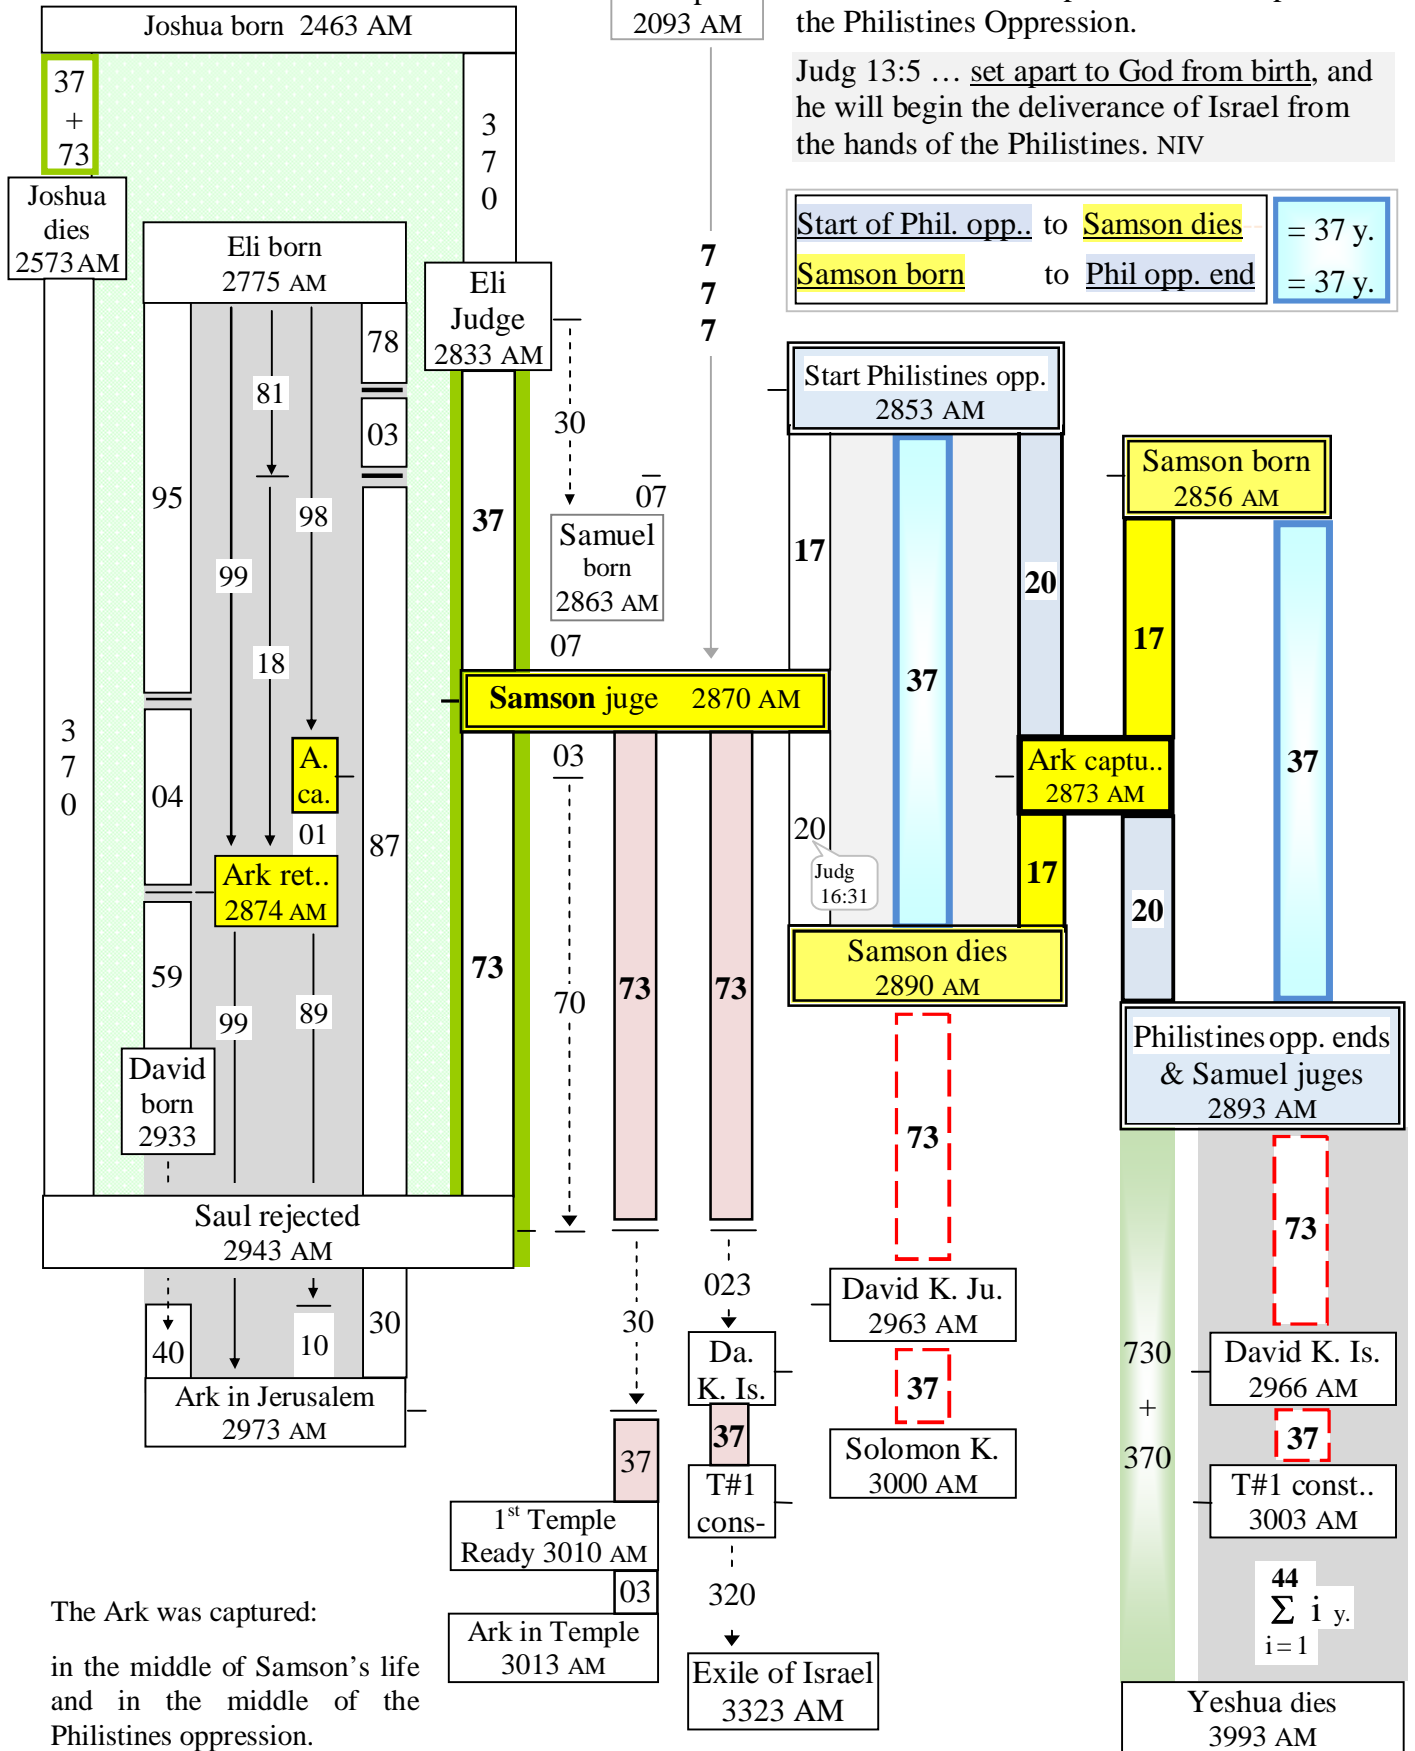 Joshua born 2463 AM
2093 AM
the Philistines Oppression.
Judg 13:5 … set apart to God from birth, and
he will begin the deliverance of Israel from
the hands of the Philistines. NIV
37
+
73
3
7
0
Joshua
dies
2573 AM
Eli born
2775 AM
Eli
Judge
2833 AM
7
7
7
Start of Phil. opp.. to Samson dies = 37 y.
Samson born to Phil opp. end = 37 y.
78
81
03
30
95
98
99
18
37
07
Samuel
born
2863 AM
07
Start Philistines opp.
2853 AM
17
37
20
Samson born
2856 AM
17
37
Samson juge 2870 AM
3
7
0
04
A.
ca.
01
87
03
Ark captu..
2873 AM
20
Judg
16:31
17
20
Ark ret..
2874 AM
59
99
89
73
70
73
73
Samson dies
2890 AM
Philistines opp. ends
& Samuel juges
2893 AM
David
born
2933
73
73
Saul rejected
2943 AM
023
30
David K. Ju.
2963 AM
40
10
30
Da.
K. Is.
730
+
370
David K. Is.
2966 AM
Ark in Jerusalem
2973 AM
37
37
37
37
Solomon K.
3000 AM
T#1
cons-
T#1 const..
3003 AM
1st Temple
Ready 3010 AM
03
320
44
Σ i y.
i = 1
Ark in Temple
3013 AM
Exile of Israel
3323 AM
Yeshua dies
3993 AM
The Ark was captured:
in the middle of Samson’s life
and in the middle of the
Philistines oppression.